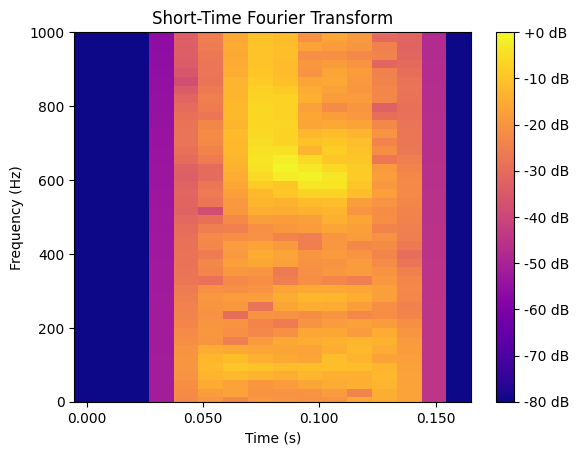 Short-Time Fourier Transform
1000
800
600
400
200
0
Frequency (Hz)
0.000
0.050
0.100
0.150
Time (s)
+0 dB
-10 dB
-20 dB
-30 dB
-40 dB
-50 dB
-60 dB
-70 dB
-80 dB